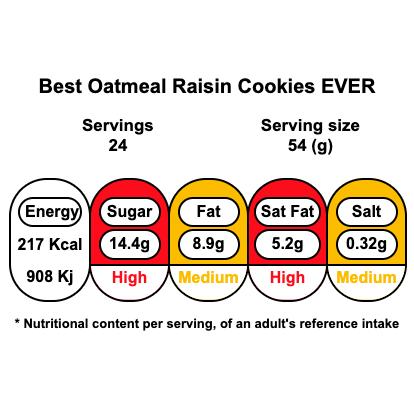 Best Oatmeal Raisin Cookies EVER
Servings
24
Serving size
54 (g)
Energy
217 Kcal
908 Kj
Sugar
14.4g
High
Fat
8.9g
Medium
Sat Fat
5.2g
High
Salt
0.32g
Medium
* Nutritional content per serving, of an adult's reference intake